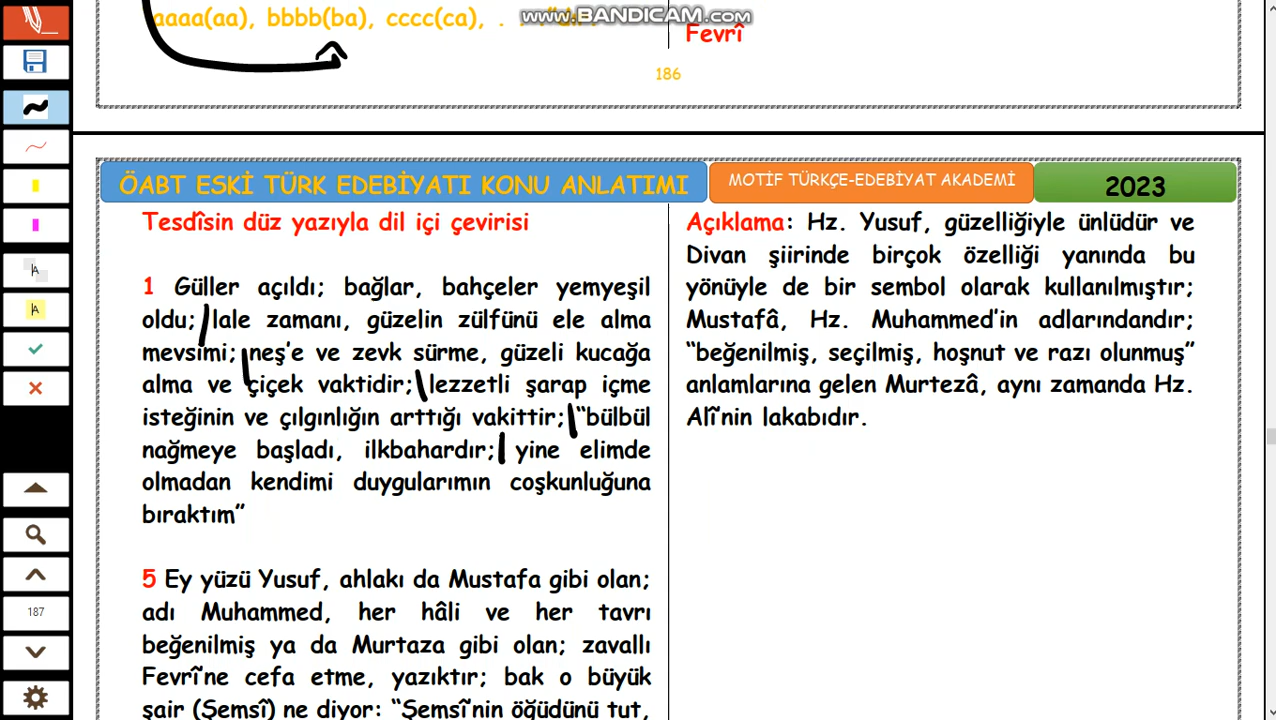 www.BANDICAM.com
aaaa(aa), bbbb(ba), cccc(ca), . .
Fevrî
186
ÖABT ESKİ TÜRK EDEBİYATI KONU ANLATIMI
MOTİF TÜRKÇE-EDEBİYAT AKADEMİ
2023
Tesdîsin düz yazıyla dil içi çevirisi
1 Güller açıldı; bağlar, bahçeler yemyeşil
oldu; lale zamanı, güzelin zülfünü ele alma
mevsimi; neş’e ve zevk sürme, güzeli kucağa
alma ve çiçek vaktidir; lezzetli şarap içme
isteğinin ve çılgınlığın arttığı vakittir; “bülbül
nağmeye başladı, ilkbahardır; yine elimde
olmadan kendimi duygularımın coşkunluğuna
bıraktım”
5 Ey yüzü Yusuf, ahlakı da Mustafa gibi olan;
adı Muhammed, her hâli ve her tavrı
beğenilmiş ya da Murtaza gibi olan; zavallı
Fevrî’ne cefa etme, yazıktır; bak o büyük
şair (Şemsî) ne diyor: “Şemsî’nin öğüdünü tut,
Açıklama: Hz. Yusuf, güzelliğiyle ünlüdür ve
Divan şiirinde birçok özelliği yanında bu
yönüyle de bir sembol olarak kullanılmıştır;
Mustafâ, Hz. Muhammed’in adlarındandır;
“beğenilmiş, seçilmiş, hoşnut ve razı olunmuş”
anlamlarına gelen Murtezâ, aynı zamanda Hz.
Alî’nin lakabıdır.
A
A
187